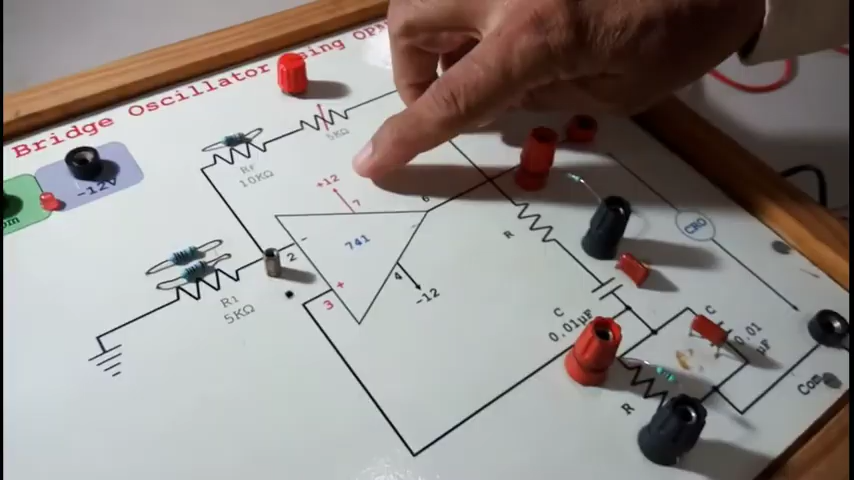 Bridge Oscillator Using OP
-12V
om
RF
10KΩ
5KΩ
+12
7
6
741
-
2
+
3
4
-12
R1
5KΩ
R
C
0.01µF
CRO
C
0.01
µF
R
Com